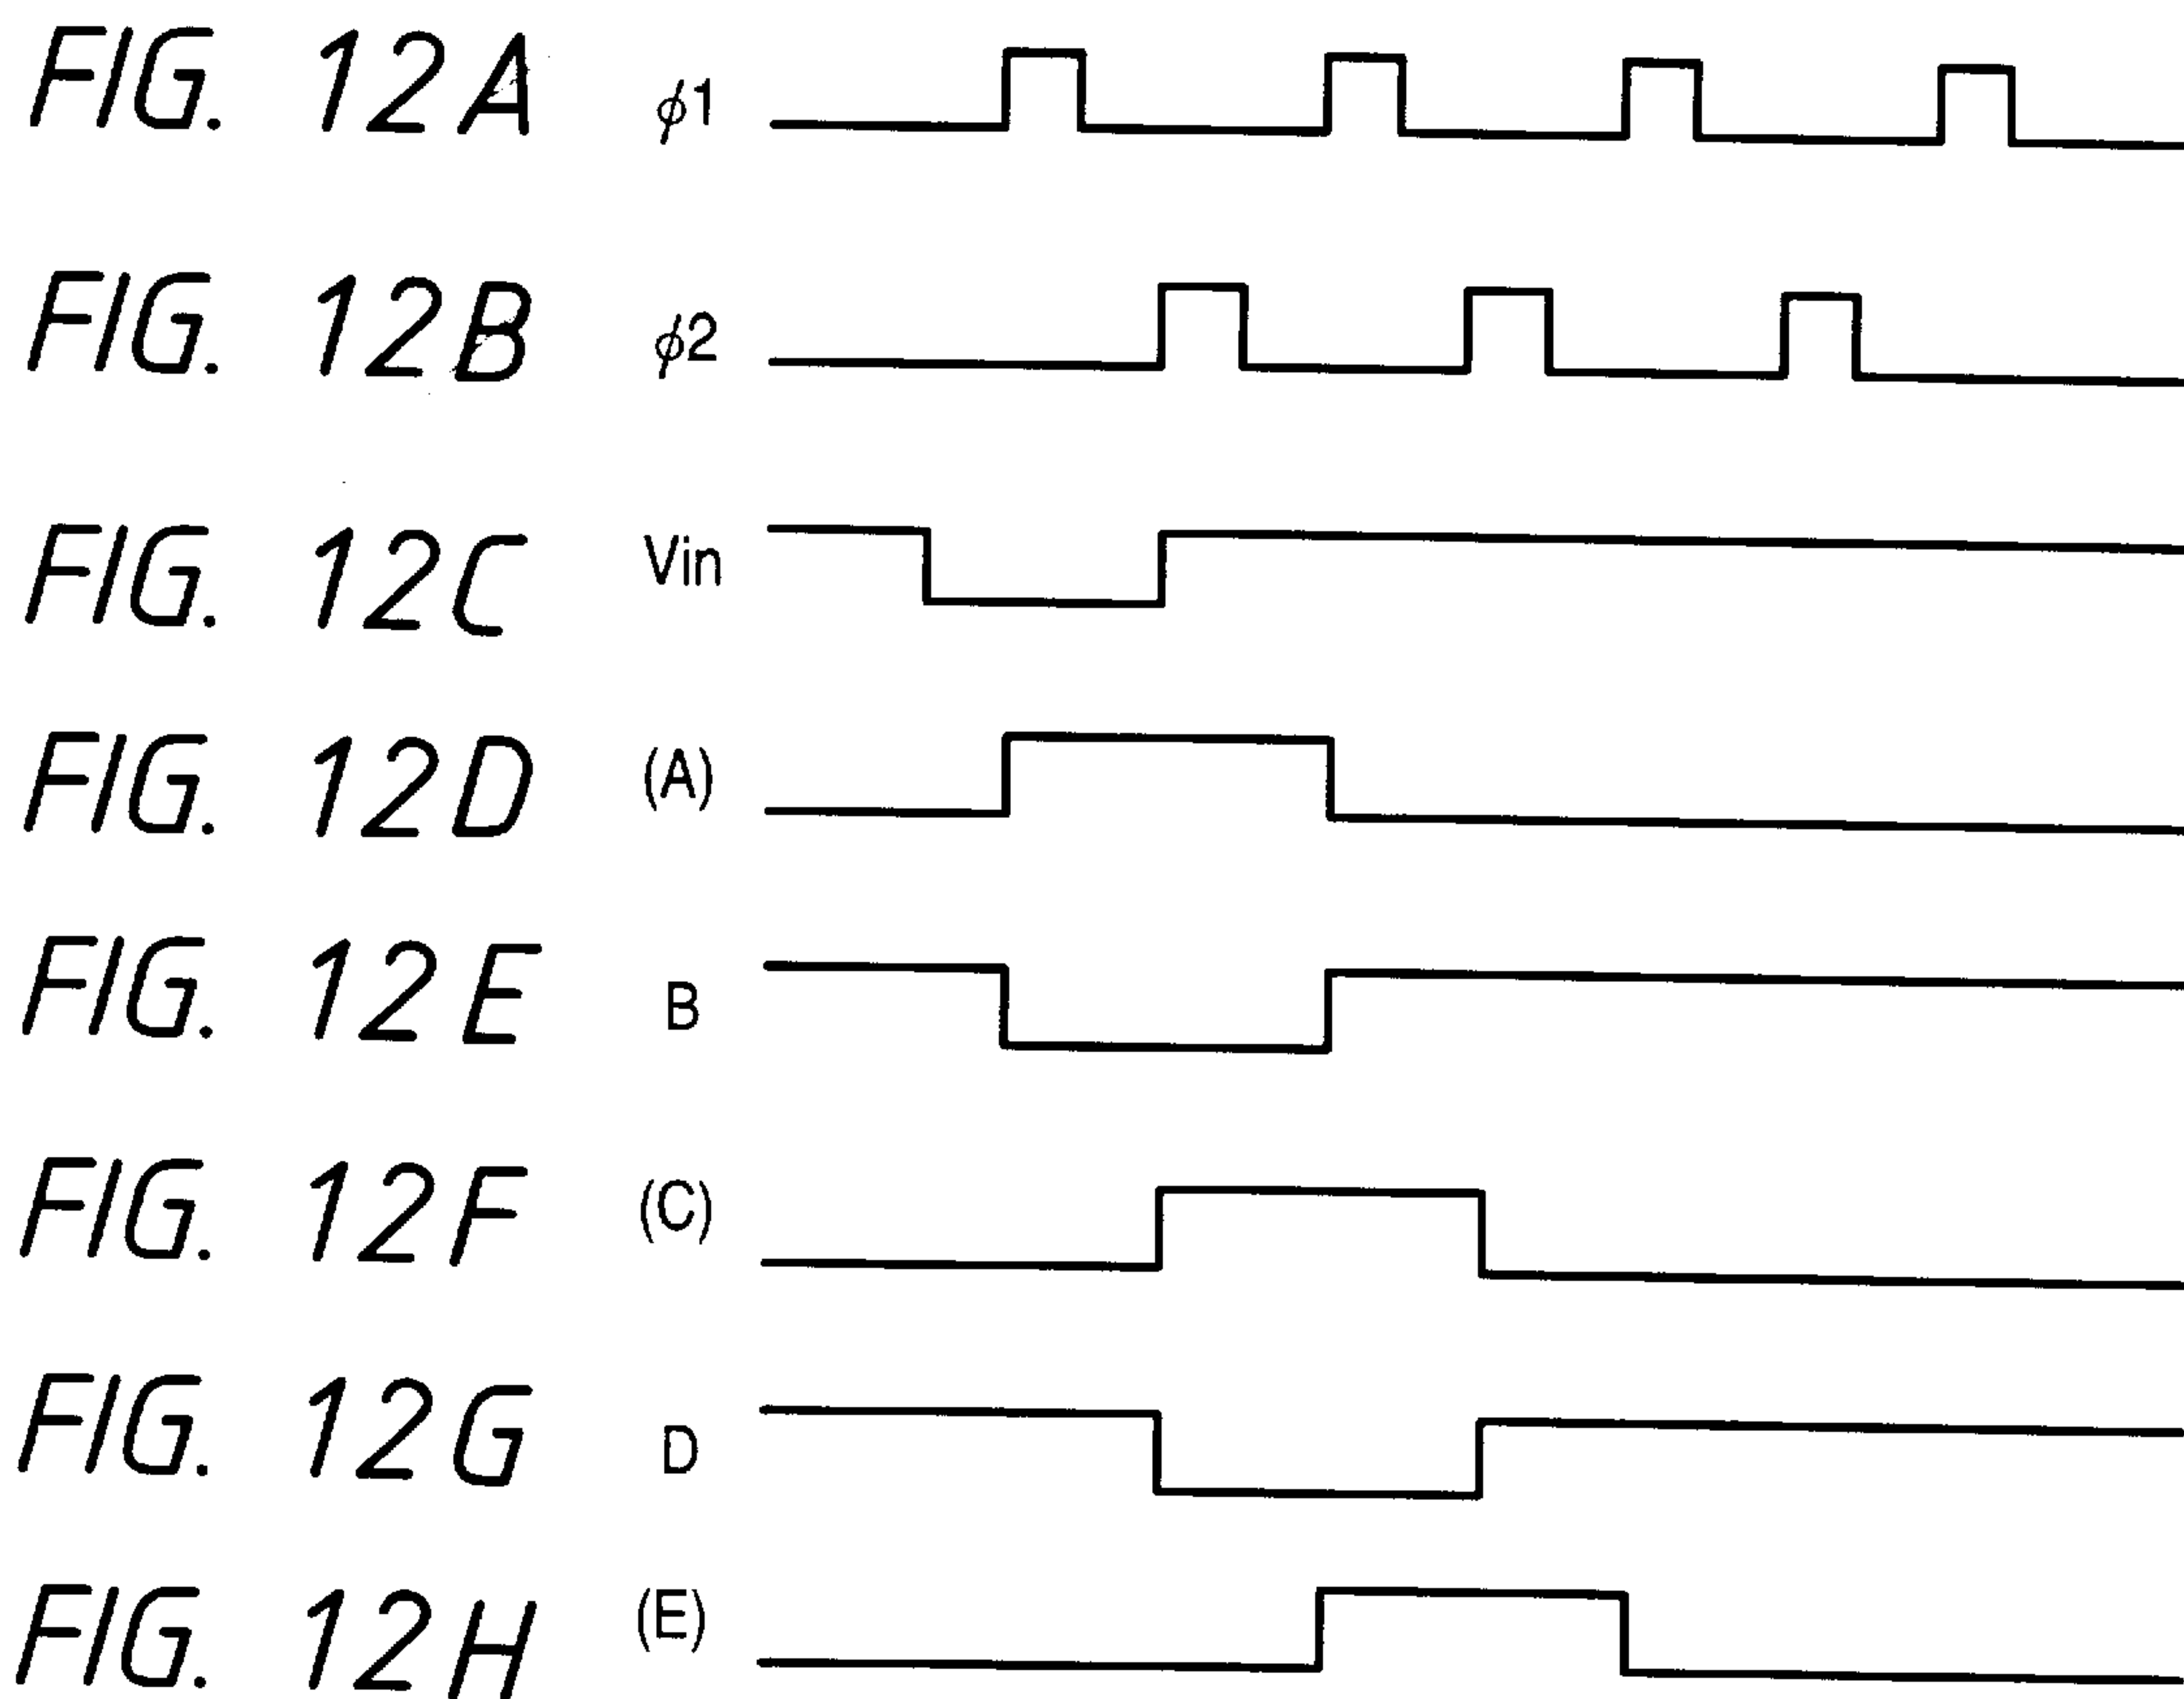 FIG. 12A ϕ1
FIG. 12B ϕ2
FIG. 12C Vin
FIG. 12D (A)
FIG. 12E B
FIG. 12F (C)
FIG. 12G D
FIG. 12H (E)